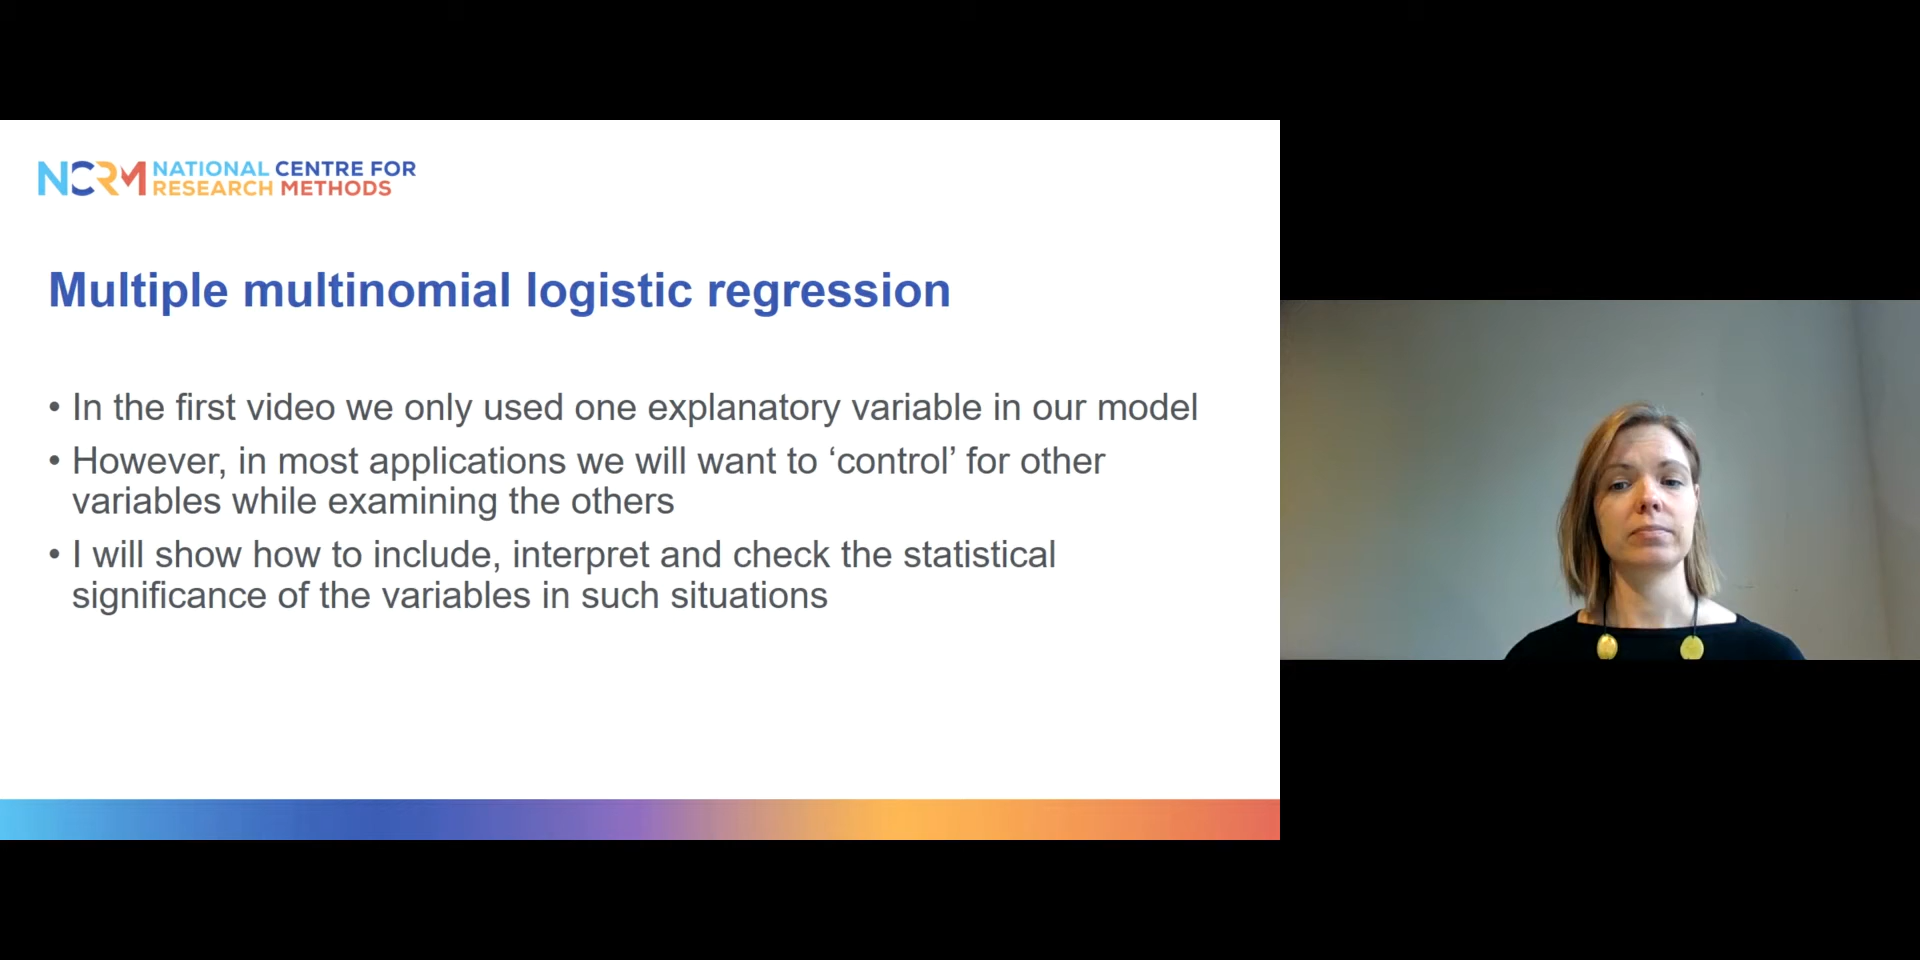 NCRM NATIONAL CENTRE FOR
RESEARCH METHODS
Multiple multinomial logistic regression
• In the first video we only used one explanatory variable in our model
• However, in most applications we will want to ‘control’ for other
variables while examining the others
• I will show how to include, interpret and check the statistical
significance of the variables in such situations